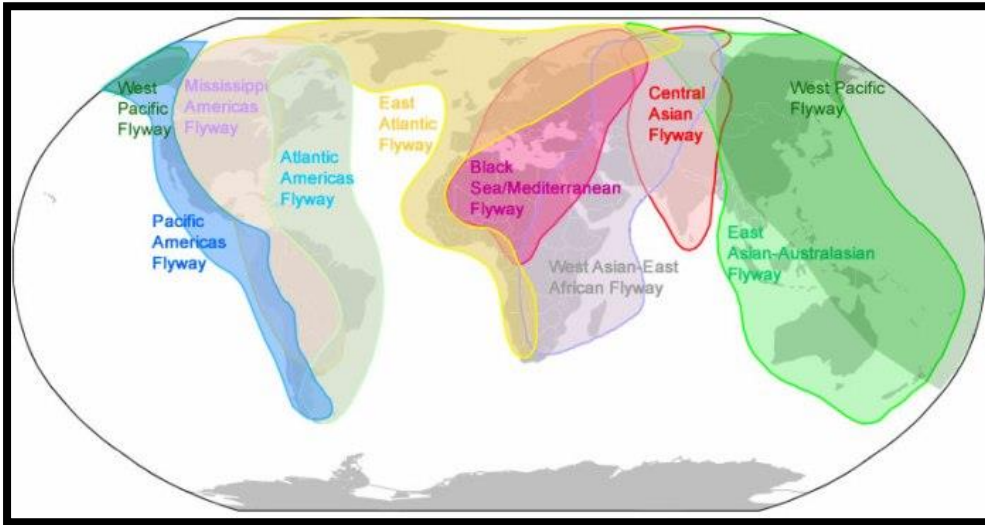 West
Pacific
Flyway
Mississippi
Americas
Flyway
Atlantic
Americas
Flyway
Pacific
Americas
Flyway
East
Atlantic
Flyway
Black
Sea/Mediterranean
Flyway
West Asian-East
African Flyway
Central
Asian
Flyway
West Pacific
Flyway
East
Asian-Australasian
Flyway